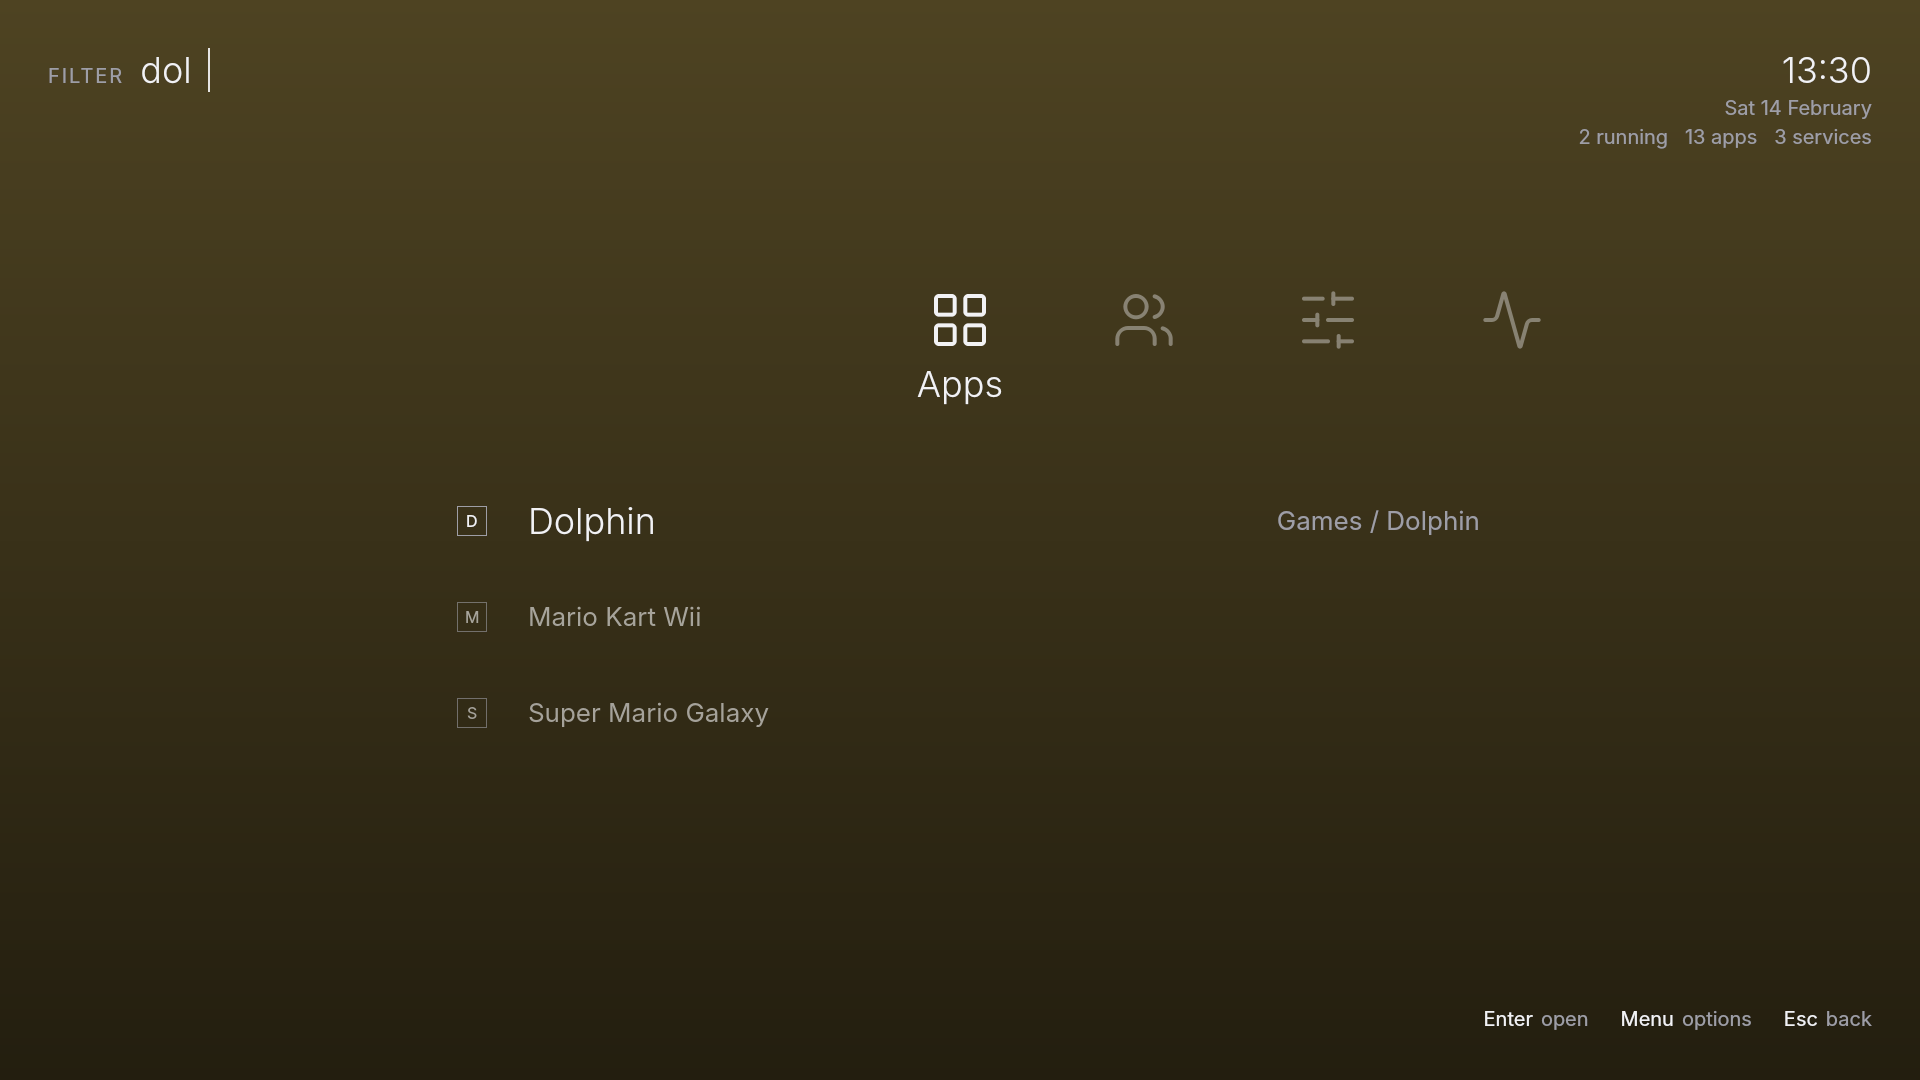 FILTER dol
13:30
Sat 14 February
2 running 13 apps 3 services
Apps
D Dolphin Games / Dolphin
M Mario Kart Wii
S Super Mario Galaxy
Enter open Menu options Esc back